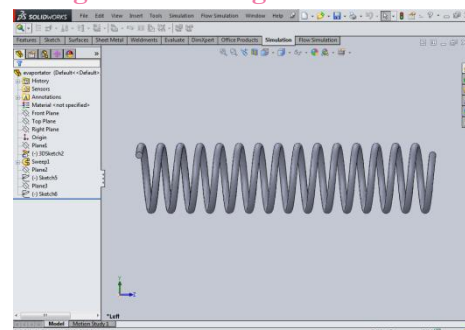 SOLIDWORKS File Edit View Insert Tools Simulation Flow Simulation Window Help
Features Sketch Surfaces Sheet Metal Weldments Evaluate DimXpert Office Products Simulation Flow Simulation
evaportator (Default<<Default>
History
Sensors
Annotations
Material <not specified>
Front Plane
Top Plane
Right Plane
Origin
Plane1
(-) 3DSketch2
Sweep1
Plane2
(-) Sketch5
Plane3
(-) Sketch6
Y
Z
*Left
Model Motion Study 1